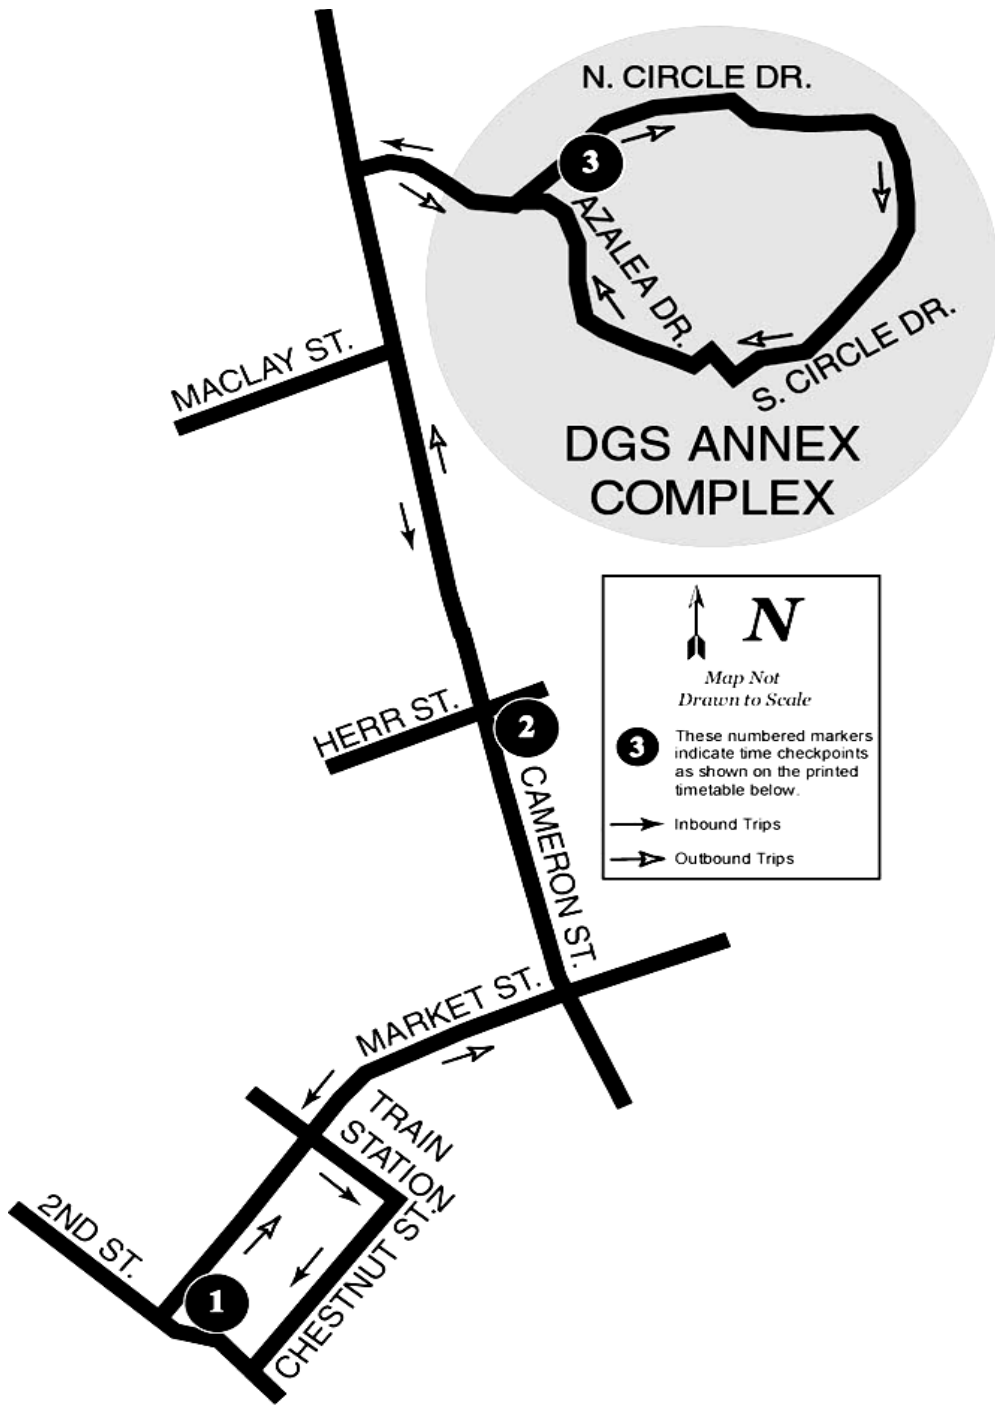 N. CIRCLE DR.
3
AZALEA DR.
S. CIRCLE DR.
MACLAY ST.
DGS ANNEX
COMPLEX
N
Map Not
Drawn to Scale
3
These numbered markers
indicate time checkpoints
as shown on the printed
timetable below.
Inbound Trips
Outbound Trips
HERR ST.
2
CAMERON ST.
MARKET ST.
TRAIN
STATION
2ND ST.
1
CHESTNUT ST.